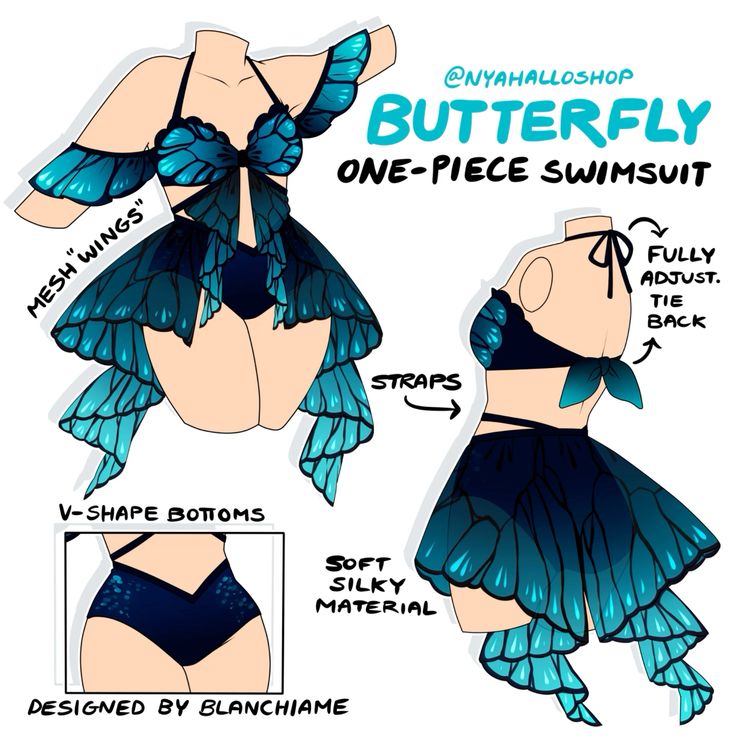 @NYAHALLOSHOP
BUTTERFLY
ONE-PIECE SWIMSUIT
MESH "WINGS"
FULLY
ADJUST.
TIE
BACK
STRAPS
V-SHAPE BOTTOMS
SOFT
SILKY
MATERIAL
DESIGNED BY BLANCHIAME